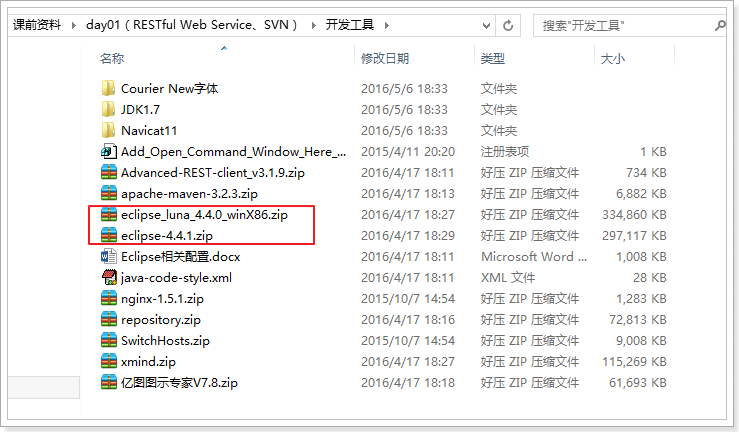 课前资料 day01（RESTful Web Service、SVN） 开发工具 搜索"开发工具"
名称 修改日期 类型 大小
Courier New字体 2016/5/6 18:33 文件夹
JDK1.7 2016/5/6 18:33 文件夹
Navicat11 2016/5/6 18:33 文件夹
Add_Open_Command_Window_Here_... 2015/4/11 20:20 注册表项 1 KB
Advanced-REST-client_v3.1.9.zip 2016/4/17 18:11 好压 ZIP 压缩文件 734 KB
apache-maven-3.2.3.zip 2016/4/17 18:13 好压 ZIP 压缩文件 6,882 KB
eclipse_luna_4.4.0_winX86.zip 2016/4/17 18:27 好压 ZIP 压缩文件 334,860 KB
eclipse-4.4.1.zip 2016/4/17 18:21 好压 ZIP 压缩文件 297,117 KB
Eclipse相关配置.docx 2016/4/17 18:11 Microsoft Word ... 1,008 KB
java-code-style.xml 2016/4/17 18:11 XML 文件 28 KB
nginx-1.5.1.zip 2015/10/7 14:54 好压 ZIP 压缩文件 1,283 KB
repository.zip 2016/4/17 18:16 好压 ZIP 压缩文件 72,813 KB
SwitchHosts.zip 2015/10/7 14:54 好压 ZIP 压缩文件 9,008 KB
xmind.zip 2016/4/17 18:27 好压 ZIP 压缩文件 115,269 KB
亿图图示专家V7.8.zip 2016/4/17 18:18 好压 ZIP 压缩文件 61,693 KB